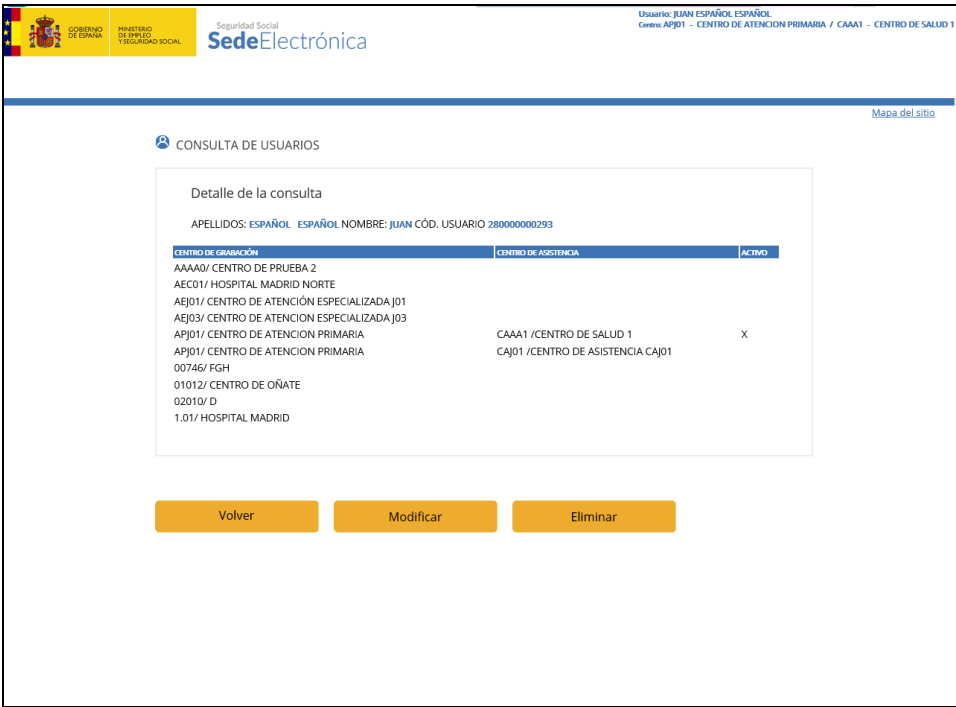 GOBIERNO
DE ESPAÑA
MINISTERIO
DE EMPLEO
Y SEGURIDAD SOCIAL
Seguridad Social
SedeElectrónica
Usuario: JUAN ESPAÑOL ESPAÑOL
Centro: APJ01 - CENTRO DE ATENCION PRIMARIA / CAAA1 - CENTRO DE SALUD 1
Mapa del sitio
CONSULTA DE USUARIOS
Detalle de la consulta
APELLIDOS: ESPAÑOL ESPAÑOL NOMBRE: JUAN CÓD. USUARIO 280000000293
CENTRO DE GRABACIÓN CENTRO DE ASISTENCIA ACTIVO
AAAA0/ CENTRO DE PRUEBA 2
AEC01/ HOSPITAL MADRID NORTE
AEJ01/ CENTRO DE ATENCIÓN ESPECIALIZADA J01
AEJ03/ CENTRO DE ATENCION ESPECIALIZADA J03
APJ01/ CENTRO DE ATENCION PRIMARIA CAAA1 /CENTRO DE SALUD 1 X
APJ01/ CENTRO DE ATENCION PRIMARIA CAJ01 /CENTRO DE ASISTENCIA CAJ01
00746/ FGH
01012/ CENTRO DE OÑATE
02010/ D
1.01/ HOSPITAL MADRID
Volver Modificar Eliminar